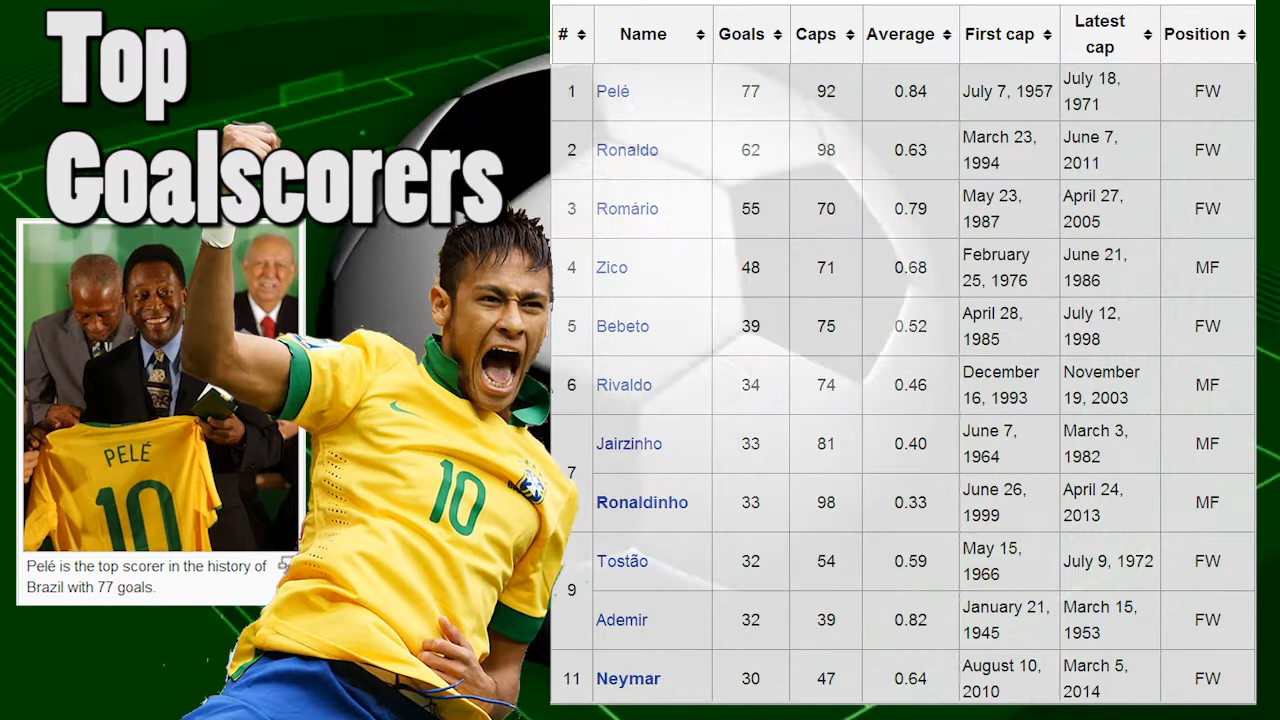 Top
Goalscorers
PELÉ
10
Pelé is the top scorer in the history of
Brazil with 77 goals.
10
# Name Goals Caps Average First cap Latest cap Position
1 Pelé 77 92 0.84 July 7, 1957 July 18, 1971 FW
2 Ronaldo 62 98 0.63 March 23, 1994 June 7, 2011 FW
3 Romário 55 70 0.79 May 23, 1987 April 27, 2005 FW
4 Zico 48 71 0.68 February 25, 1976 June 21, 1986 MF
5 Bebeto 39 75 0.52 April 28, 1985 July 12, 1998 FW
6 Rivaldo 34 74 0.46 December 16, 1993 November 19, 2003 MF
7 Jairzinho 33 81 0.40 June 7, 1964 March 3, 1982 MF
Ronaldinho 33 98 0.33 June 26, 1999 April 24, 2013 MF
9 Tostão 32 54 0.59 May 15, 1966 July 9, 1972 FW
Ademir 32 39 0.82 January 21, 1945 March 15, 1953 FW
11 Neymar 30 47 0.64 August 10, 2010 March 5, 2014 FW